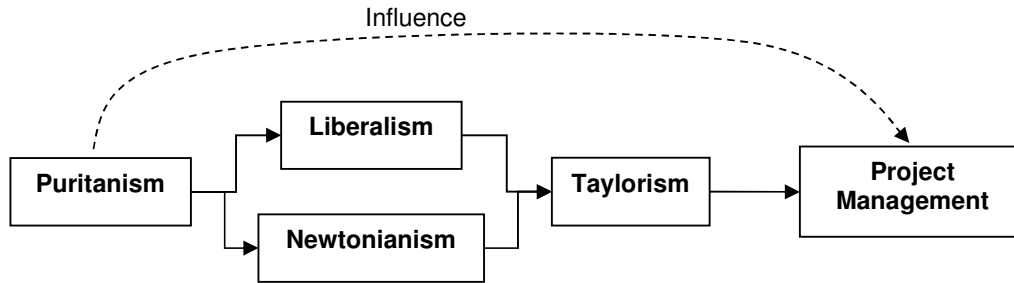 Influence
Liberalism
Puritanism
Taylorism
Project
Management
Newtonianism